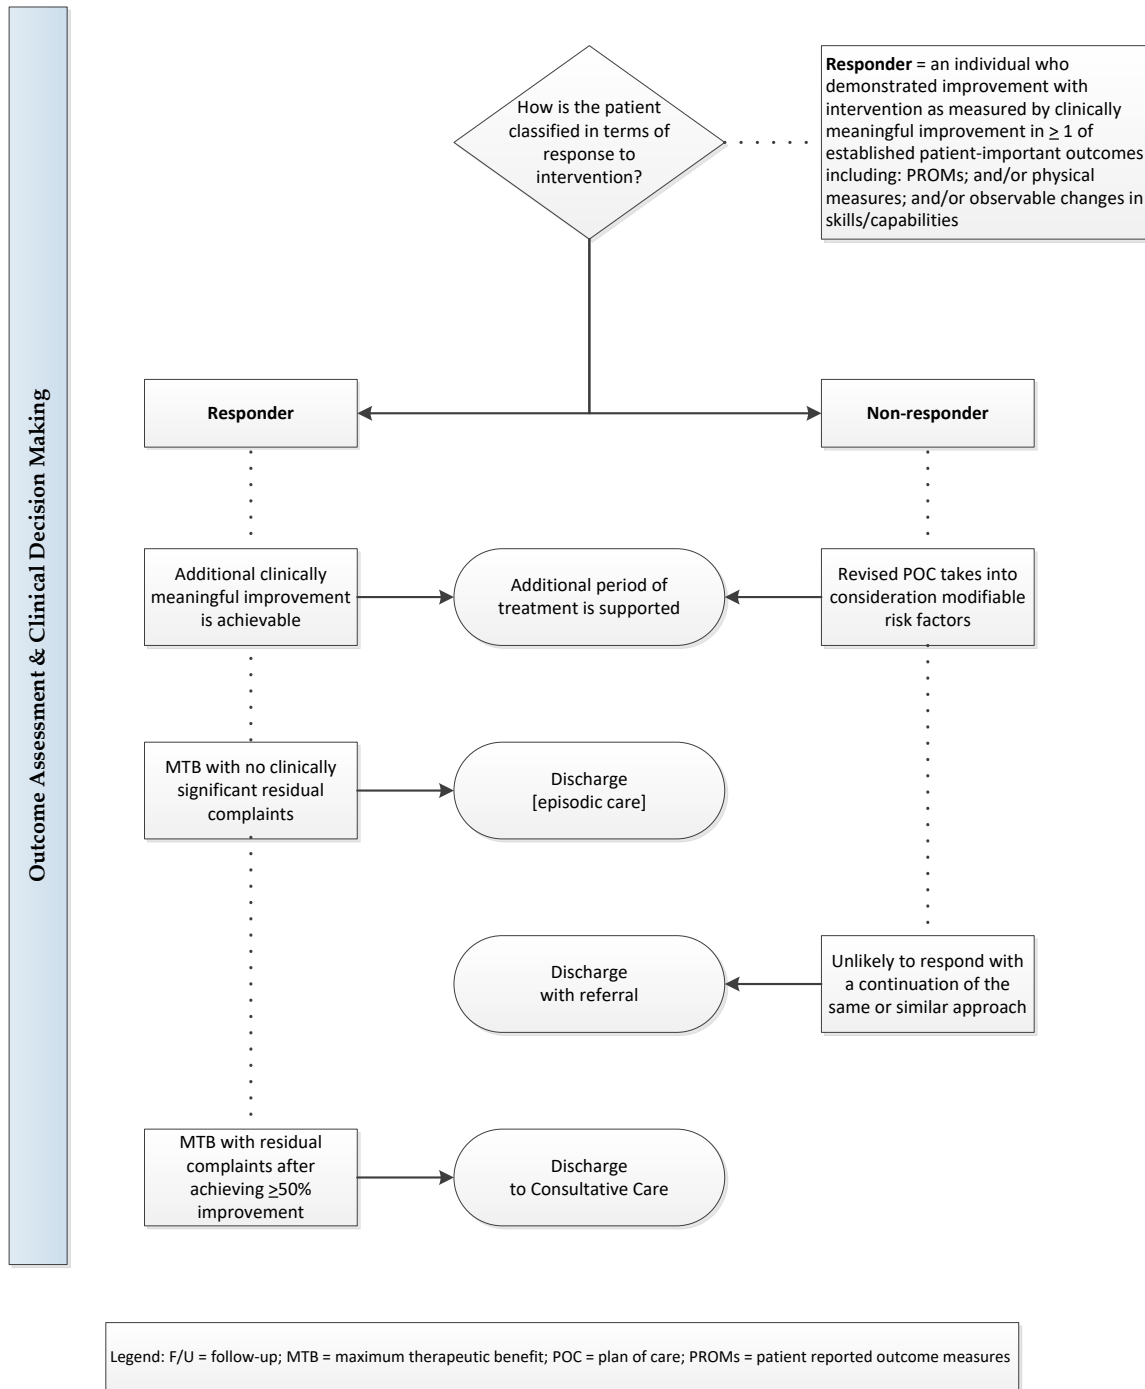 Outcome Assessment & Clinical Decision Making
How is the patient
classified in terms of
response to
intervention?
Responder = an individual who
demonstrated improvement with
intervention as measured by clinically
meaningful improvement in ≥ 1 of
established patient-important outcomes
including: PROMs; and/or physical
measures; and/or observable changes in
skills/capabilities
Responder
Non-responder
Additional clinically
meaningful improvement
is achievable
Additional period of
treatment is supported
Revised POC takes into
consideration modifiable
risk factors
MTB with no clinically
significant residual
complaints
Discharge
[episodic care]
Discharge
with referral
Unlikely to respond with
a continuation of the
same or similar approach
MTB with residual
complaints after
achieving ≥50%
improvement
Discharge
to Consultative Care
Legend: F/U = follow-up; MTB = maximum therapeutic benefit; POC = plan of care; PROMs = patient reported outcome measures